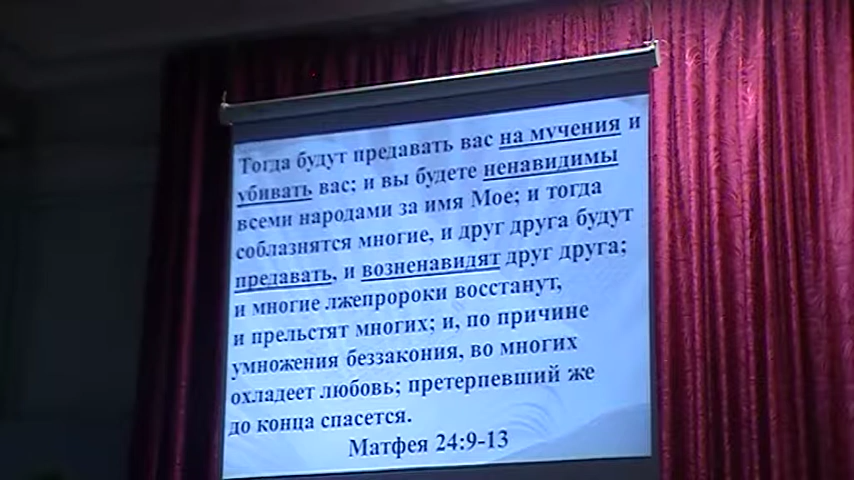 Тогда будут предавать вас на мучения и
убивать вас; и вы будете ненавидимы
всеми народами за имя Мое; и тогда
соблазнятся многие, и друг друга будут
предавать, и возненавидят друг друга;
и многие лжепророки восстанут,
и прельстят многих; и, по причине
умножения беззакония, во многих
охладеет любовь; претерпевший же
до конца спасется.
Матфея 24:9-13